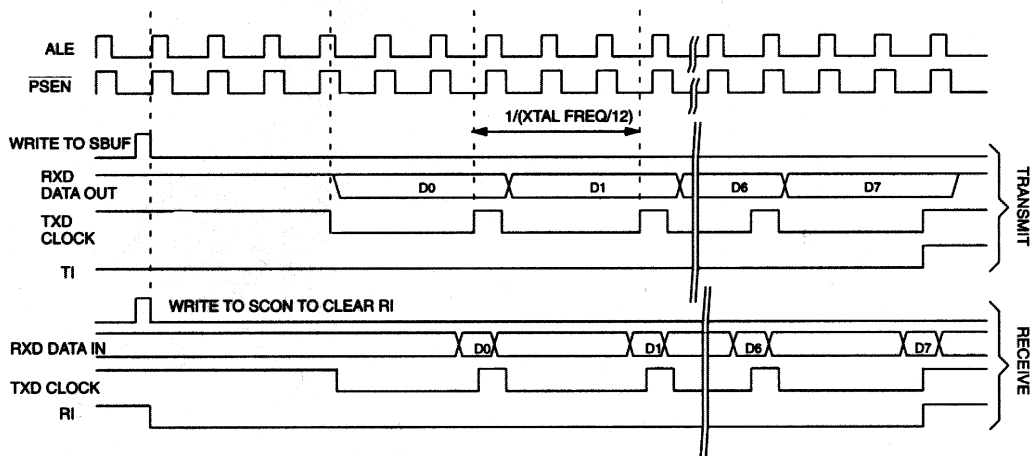 ALE
PSEN
1/(XTAL FREQ/12)
WRITE TO SBUF
RXD
DATA OUT
D0
D1
D6
D7
TXD
CLOCK
TI
TRANSMIT
WRITE TO SCON TO CLEAR RI
RXD DATA IN
D0
D1
D6
D7
TXD CLOCK
RI
RECEIVE